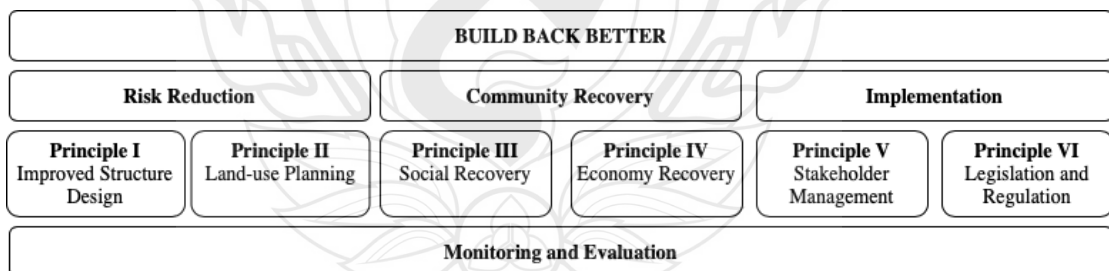 BUILD BACK BETTER
Risk Reduction
Community Recovery
Implementation
Principle I
Improved Structure
Design
Principle II
Land-use Planning
Principle III
Social Recovery
Principle IV
Economy Recovery
Principle V
Stakeholder
Management
Principle VI
Legislation and
Regulation
Monitoring and Evaluation